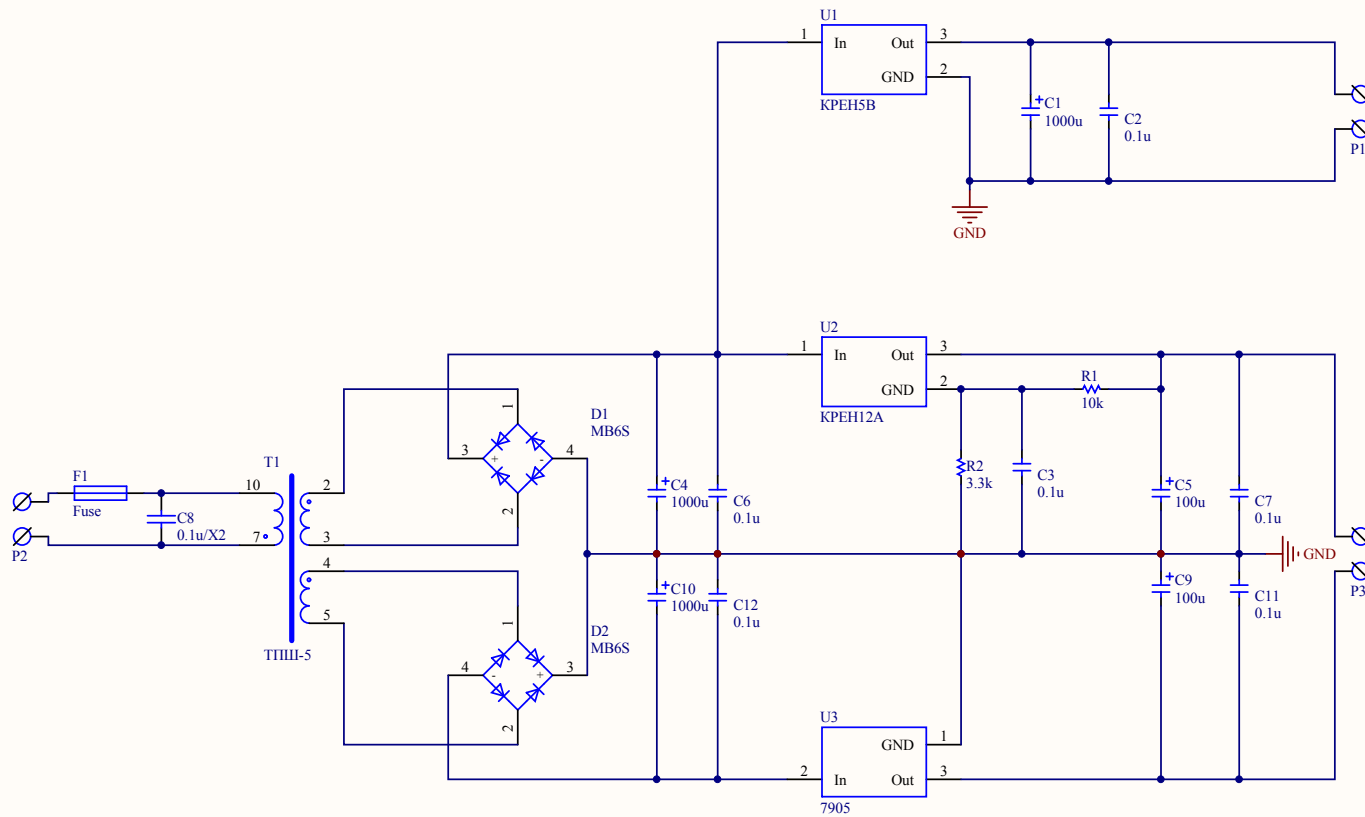 U1
1
In
Out
3
GND
2
КРЕН5В
+
C1
1000u
C2
0.1u
P1
GND
U2
1
In
Out
3
GND
2
КРЕН12А
R1
10k
R2
3.3k
C3
0.1u
+
C5
100u
C7
0.1u
D1
MB6S
1
3
+
-
4
2
T1
F1
Fuse
10
7
C8
0.1u/X2
P2
2
3
4
5
ТПШ-5
+
C4
1000u
C6
0.1u
+
C10
1000u
C12
0.1u
GND
+
C9
100u
C11
0.1u
P3
D2
MB6S
1
4
-
+
3
2
U3
GND
1
2
In
Out
3
7905